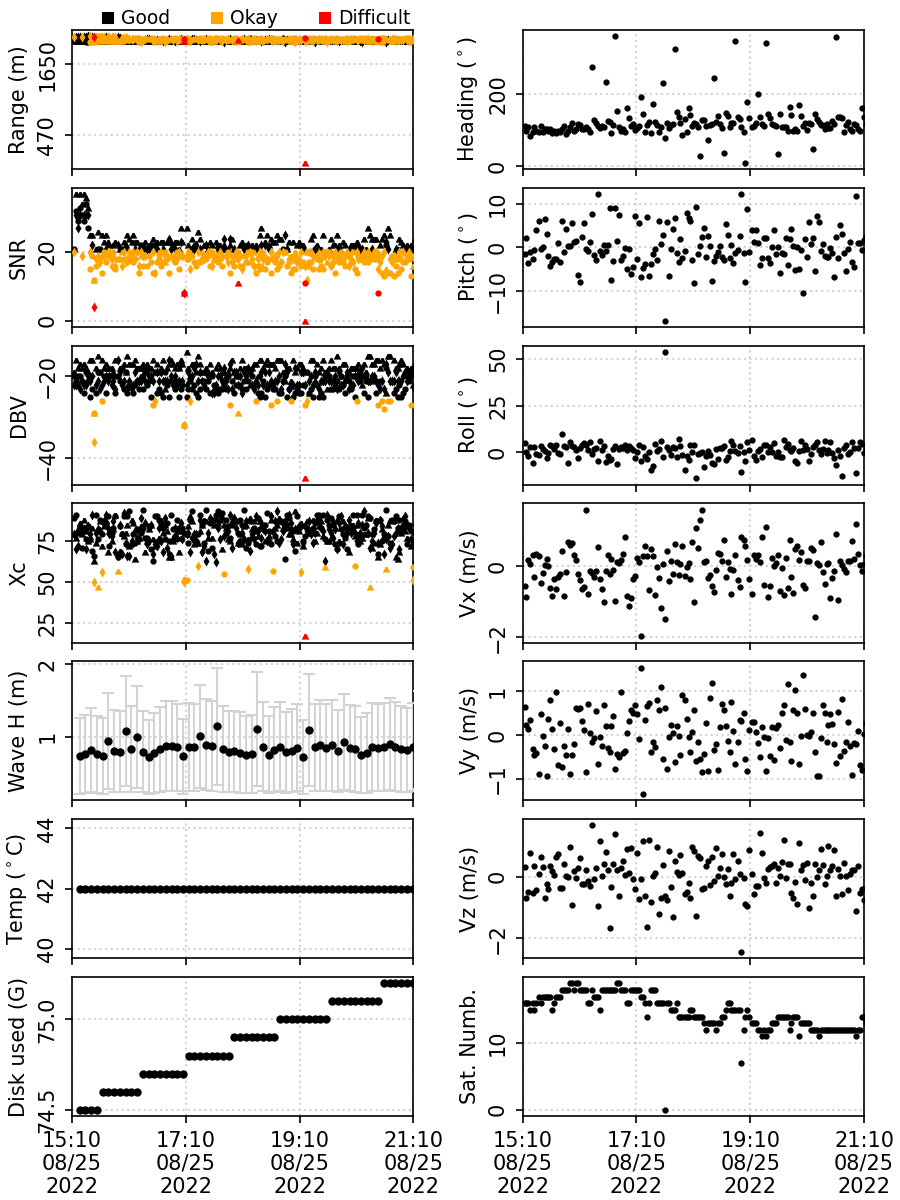 Good Okay Difficult
Range (m)
1650
470
Heading (°)
200
0
SNR
20
0
Pitch (°)
10
0
−10
DBV
−20
−40
Roll (°)
50
25
0
Xc
75
50
25
Vx (m/s)
0
−2
Wave H (m)
2
1
Vy (m/s)
1
0
−1
Temp (°C)
44
42
40
Vz (m/s)
0
−2
Disk used (G)
75.0
74.5
Sat. Numb.
10
0
15:10 17:10 19:10 21:10
08/25 08/25 08/25 08/25
2022 2022 2022 2022
15:10 17:10 19:10 21:10
08/25 08/25 08/25 08/25
2022 2022 2022 2022